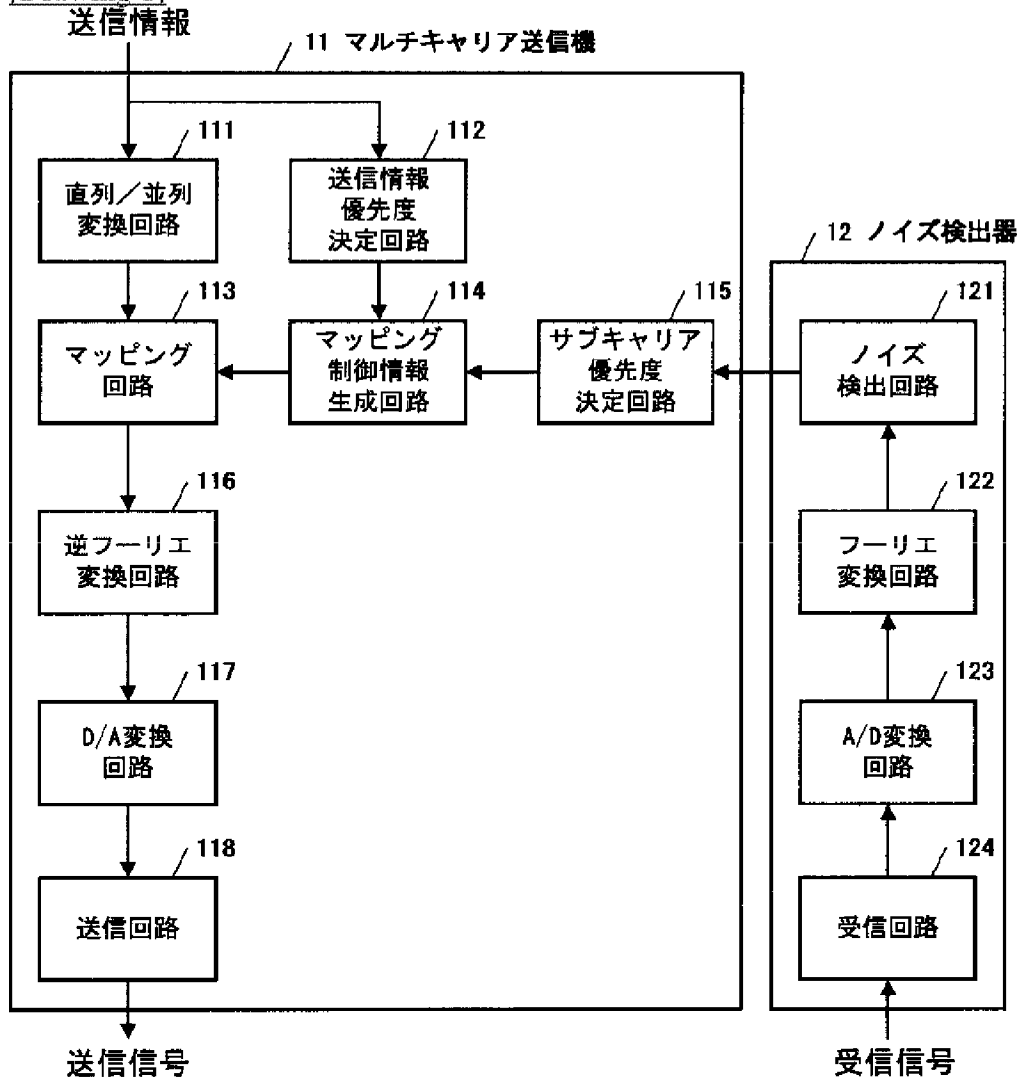 送信情報
11 マルチキャリア送信機
111
直列／並列
変換回路
112
送信情報
優先度
決定回路
12 ノイズ検出器
113
マッピング
回路
114
マッピング
制御情報
生成回路
115
サブキャリア
優先度
決定回路
121
ノイズ
検出回路
116
逆フーリエ
変換回路
122
フーリエ
変換回路
117
D/A変換
回路
123
A/D変換
回路
118
送信回路
124
受信回路
送信信号
受信信号